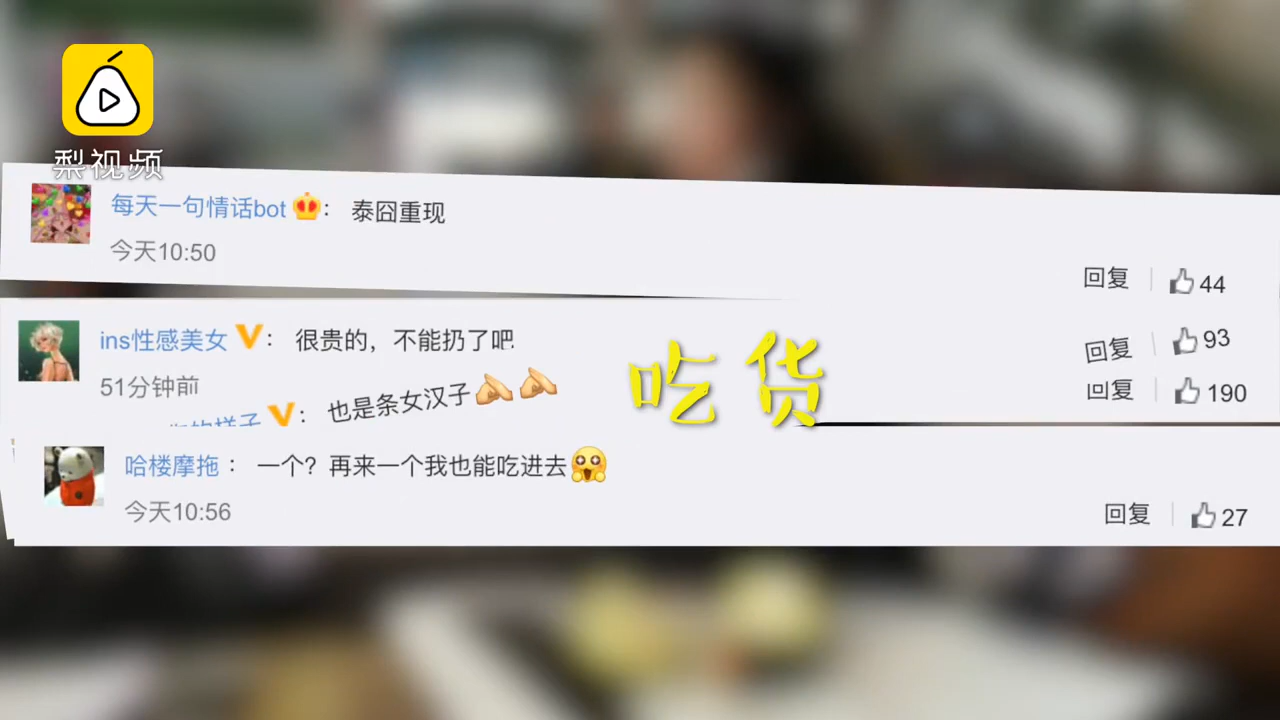 梨视频
每天一句情话bot: 泰囧重现
今天10:50
回复 44
ins性感美女: 很贵的，不能扔了吧
51分钟前
回复 93
样子: 也是条女汉子
回复 190
吃货
哈楼摩拖: 一个？再来一个我也能吃进去
今天10:56
回复 27